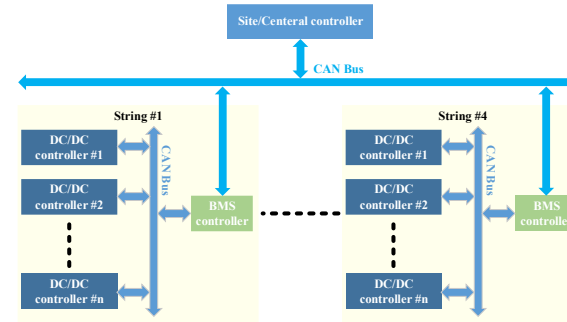 Site/Centeral controller
CAN Bus
String #1
DC/DC
controller #1
DC/DC
controller #2
DC/DC
controller #n
CAN Bus
BMS
controller
String #4
DC/DC
controller #1
DC/DC
controller #2
DC/DC
controller #n
CAN Bus
BMS
controlle